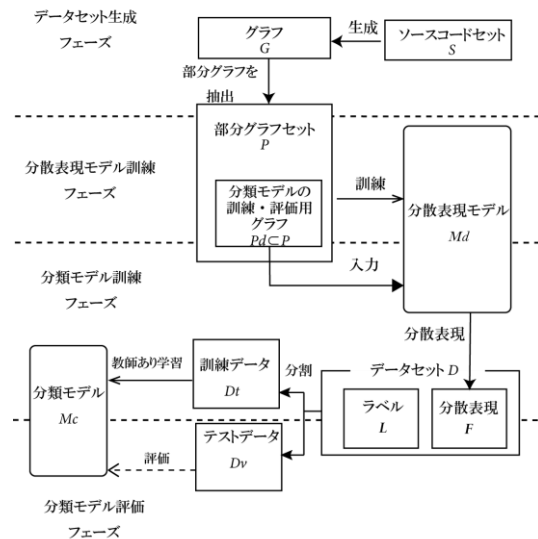 データセット生成
フェーズ
グラフ
G
生成
ソースコードセット
S
部分グラフを
抽出
部分グラフセット
P
分散表現モデル訓練
フェーズ
分類モデルの
訓練・評価用
グラフ
Pd⊂P
訓練
分散表現モデル
Md
入力
分類モデル訓練
フェーズ
分散表現
教師あり学習
訓練データ
Dt
分割
データセット D
分類モデル
Mc
ラベル
L
分散表現
F
テストデータ
Dv
評価
分類モデル評価
フェーズ